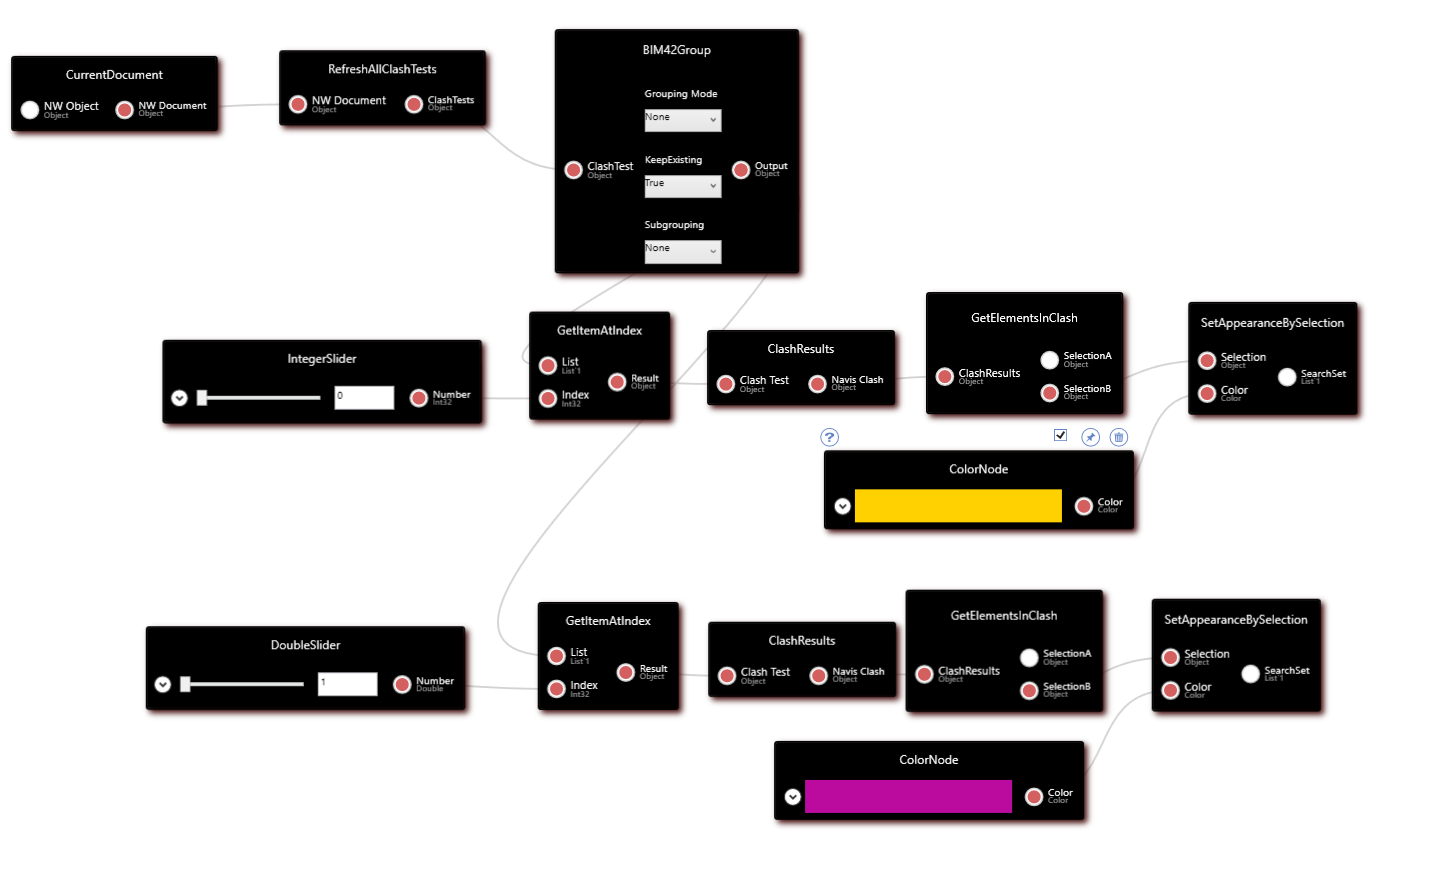 CurrentDocument
NW Object
Object
NW Document
Object
RefreshAllClashTests
NW Document
Object
ClashTests
Object
BIM42Group
Grouping Mode
None
ClashTest
Object
KeepExisting
True
Output
Object
Subgrouping
None
IntegerSlider
0
Number
Int32
GetItemAtIndex
List
List`1
Index
Int32
Result
Object
ClashResults
Clash Test
Object
Navis Clash
Object
GetElementsInClash
ClashResults
Object
SelectionA
Object
SelectionB
Object
SetAppearanceBySelection
Selection
Object
Color
Color
SearchSet
List`1
?
ColorNode
Color
Color
DoubleSlider
1
Number
Double
GetItemAtIndex
List
List`1
Index
Int32
Result
Object
ClashResults
Clash Test
Object
Navis Clash
Object
GetElementsInClash
ClashResults
Object
SelectionA
Object
SelectionB
Object
SetAppearanceBySelection
Selection
Object
Color
Color
SearchSet
List`1
ColorNode
Color
Color